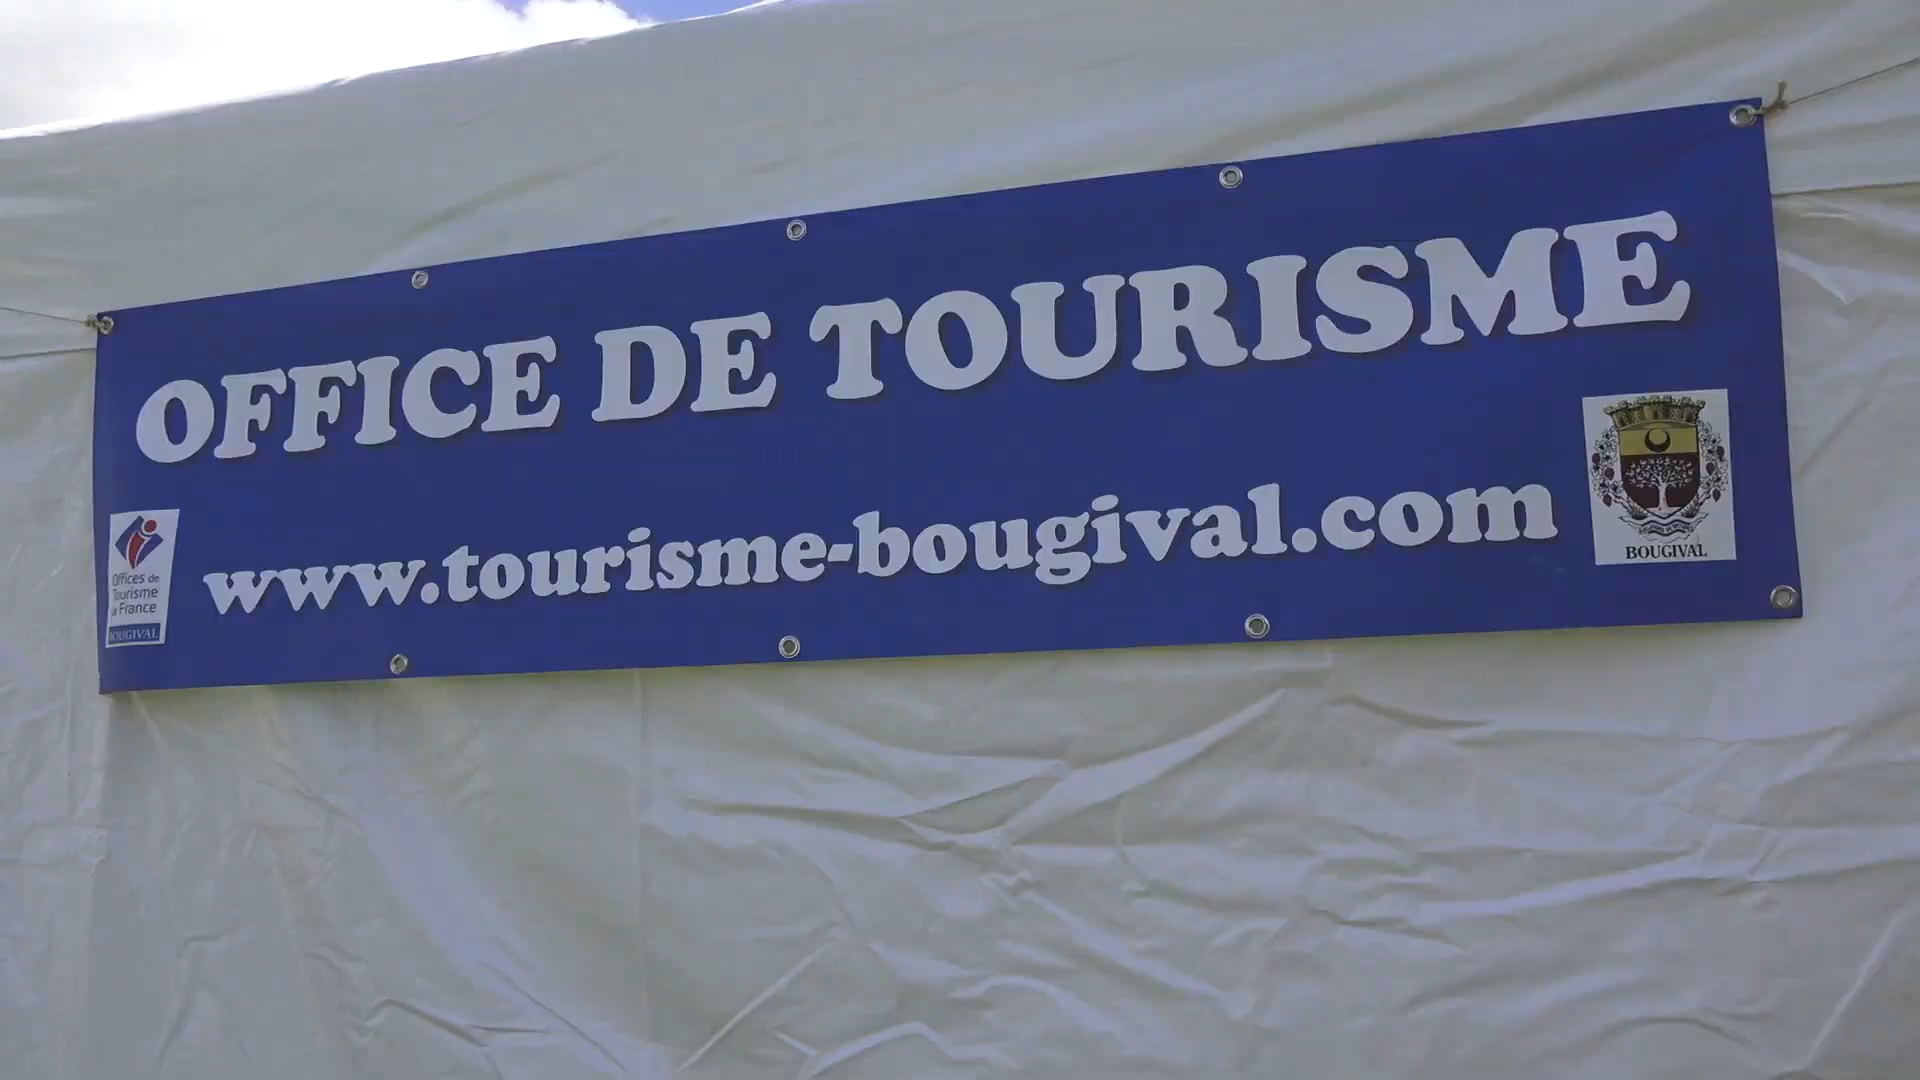 OFFICE DE TOURISME
www.tourisme-bougival.com
Offices de
Tourisme
de France
BOUGIVAL
BOUGIVAL